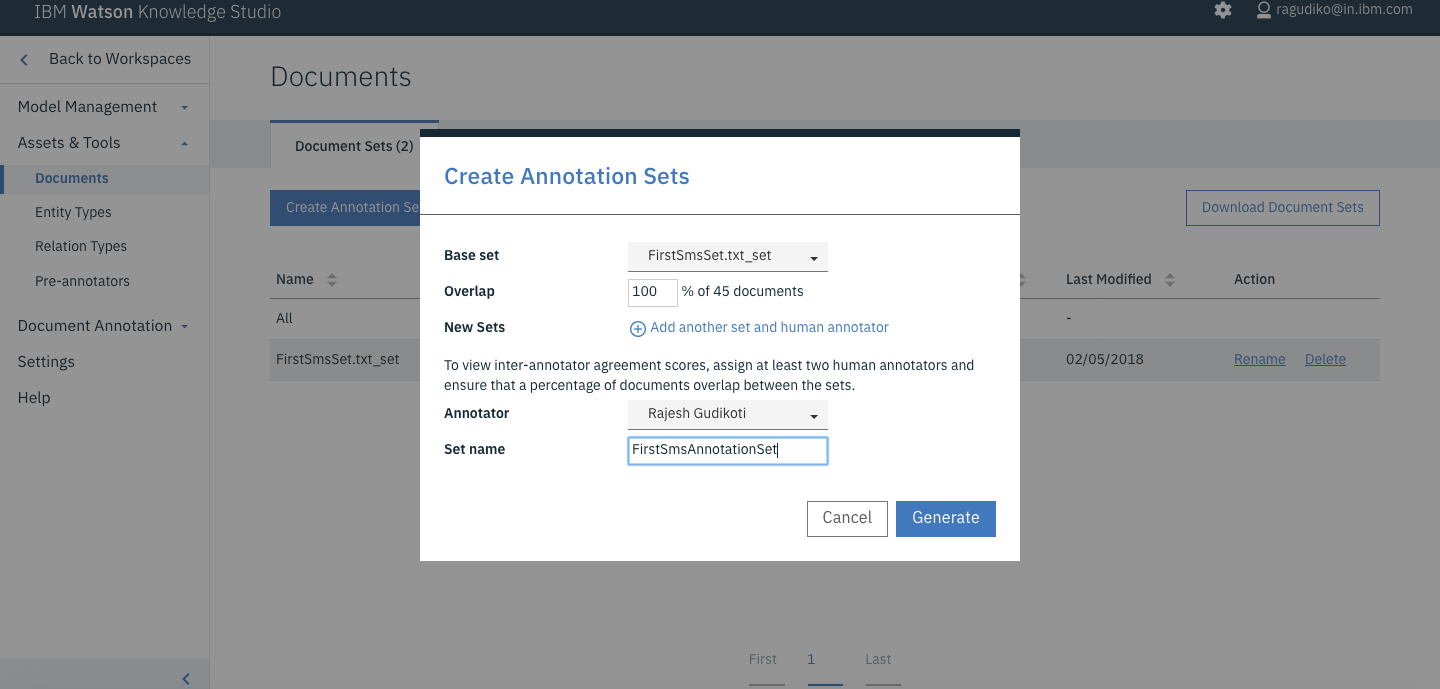 IBM Watson Knowledge Studio
ragudiko@in.ibm.com
Back to Workspaces
Model Management
Assets & Tools
Documents
Entity Types
Relation Types
Pre-annotators
Document Annotation
Settings
Help
Documents
Document Sets (2)
Create Annotation Se
Download Document Sets
Name
Last Modified
Action
All
-
FirstSmsSet.txt_set
02/05/2018
Rename
Delete
Create Annotation Sets
Base set
FirstSmsSet.txt_set
Overlap
100 % of 45 documents
New Sets
Add another set and human annotator
To view inter-annotator agreement scores, assign at least two human annotators and
ensure that a percentage of documents overlap between the sets.
Annotator
Rajesh Gudikoti
Set name
FirstSmsAnnotationSet
Cancel
Generate
First
1
Last